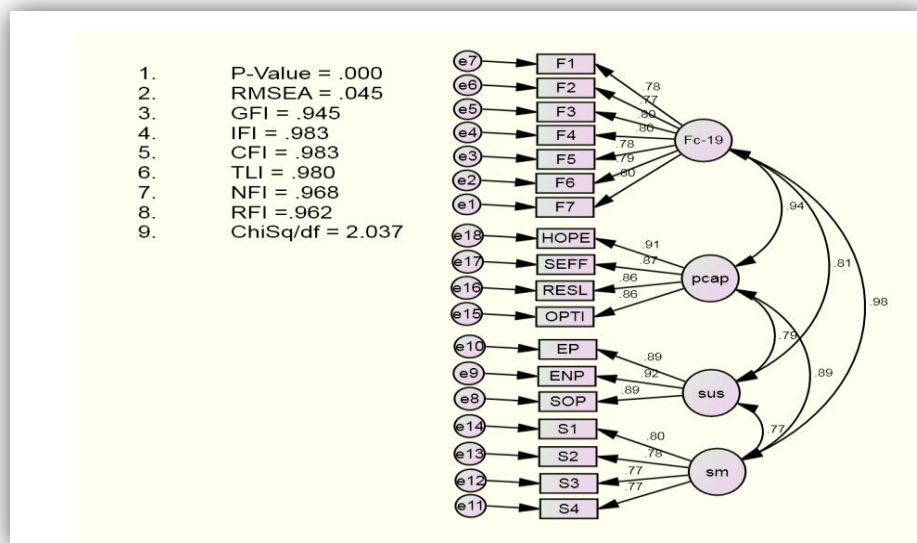 1. P-Value = .000
2. RMSEA = .045
3. GFI = .945
4. IFI = .983
5. CFI = .983
6. TLI = .980
7. NFI = .968
8. RFI =.962
9. ChiSq/df = 2.037
e7 F1 .78
e6 F2 .77
e5 F3 .80
e4 F4 .80
Fc-19
e3 F5 .78
e2 F6 .79
e1 F7 .80
.94
e18 HOPE .91
e17 SEFF .87
pcap
.81
e16 RESL .86
.98
e15 OPTI .86
e10 EP .89
.79
.89
e9 ENP .92
sus
e8 SOP .89
e14 S1 .80
.77
e13 S2 .78
sm
e12 S3 .77
e11 S4 .77